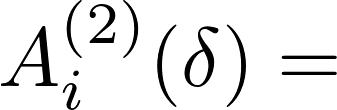 $A_i^{(2)}(\delta) =$